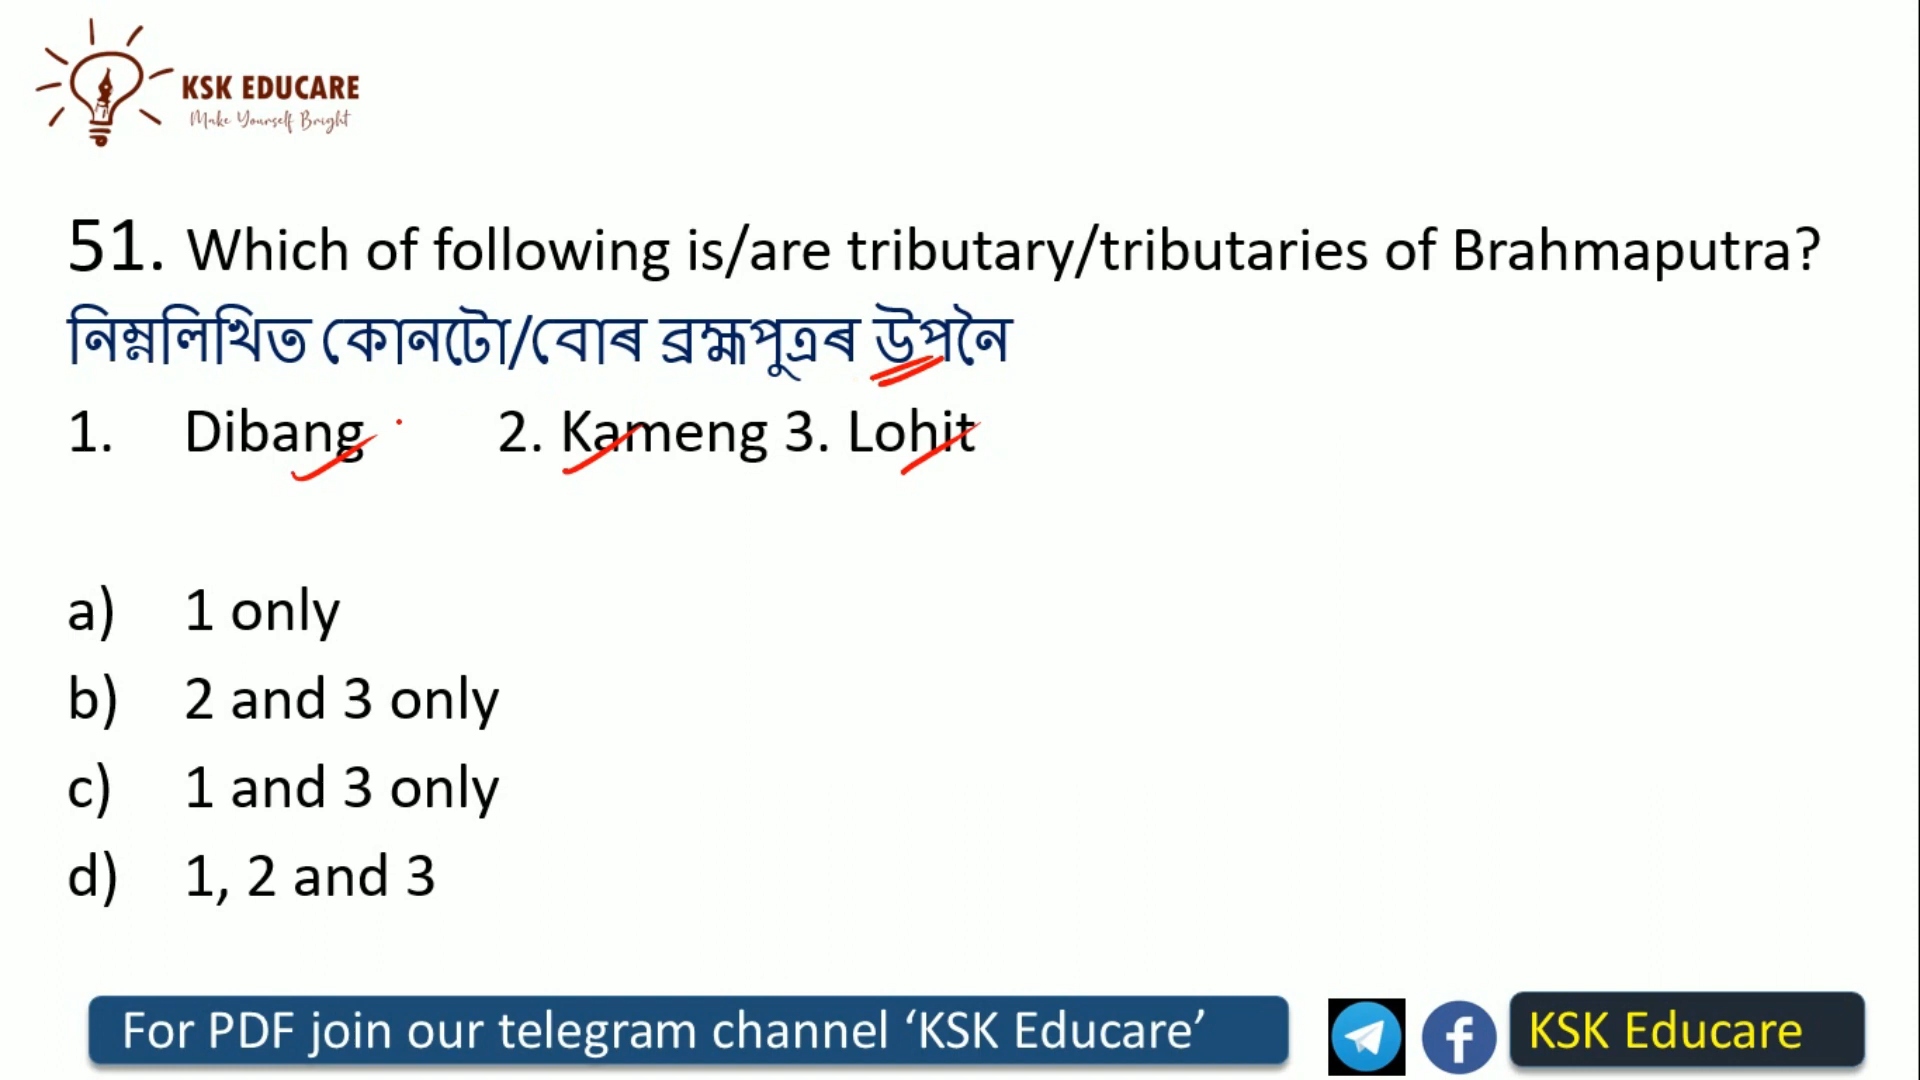 KSK EDUCARE
Make Yourself Bright
51. Which of following is/are tributary/tributaries of Brahmaputra?
নিম্নলিখিত কোনটো/বোৰ ব্ৰহ্মপুত্ৰৰ উপনৈ
1. Dibang 2. Kameng 3. Lohit
a) 1 only
b) 2 and 3 only
c) 1 and 3 only
d) 1, 2 and 3
For PDF join our telegram channel ‘KSK Educare’
KSK Educare